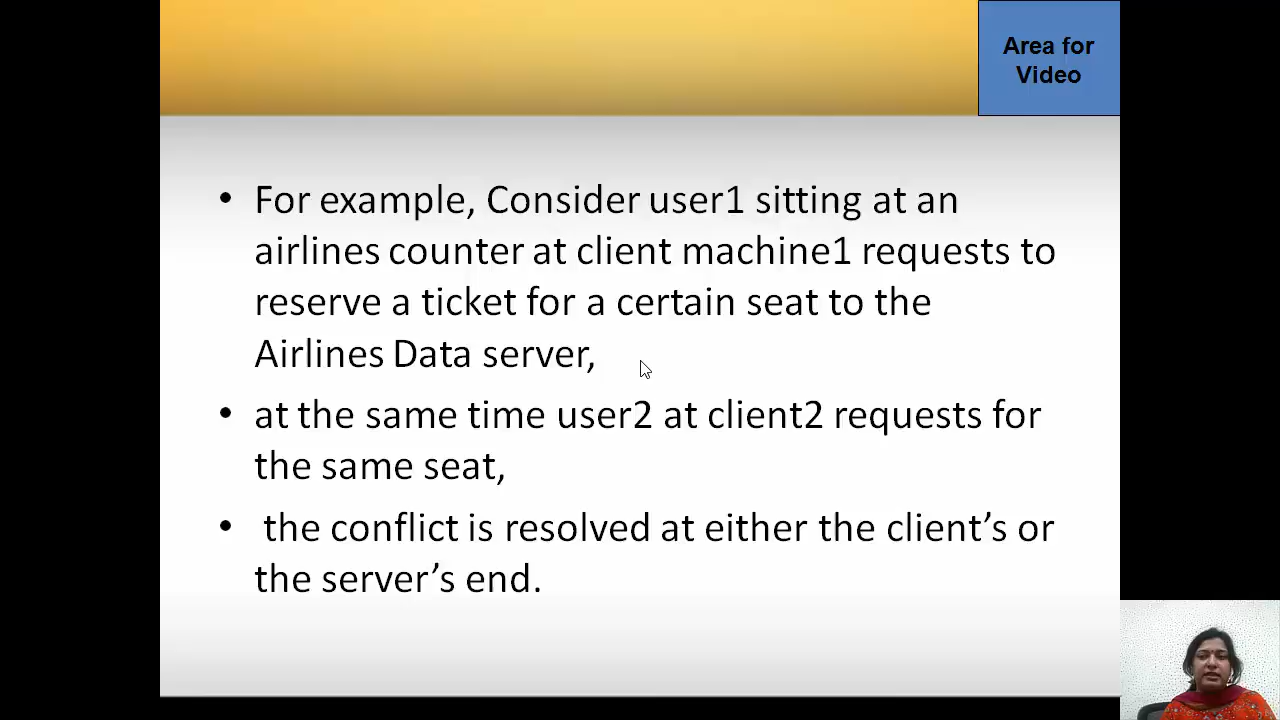 Area for
Video
• For example, Consider user1 sitting at an
airlines counter at client machine1 requests to
reserve a ticket for a certain seat to the
Airlines Data server,
• at the same time user2 at client2 requests for
the same seat,
• the conflict is resolved at either the client’s or
the server’s end.